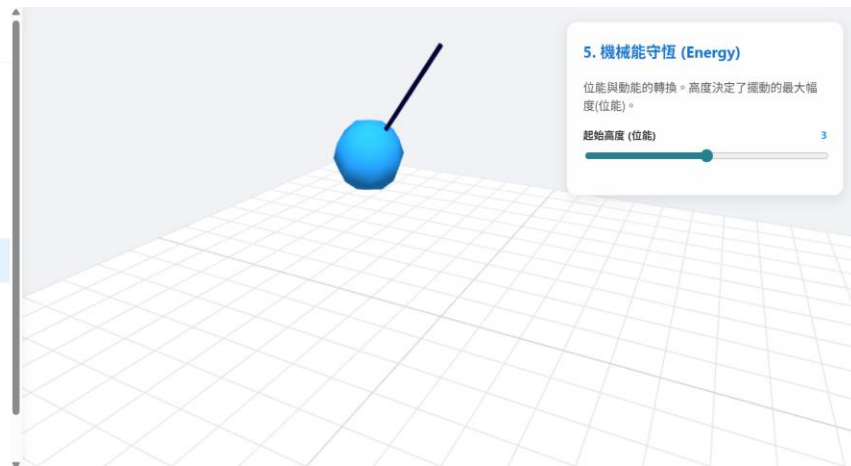 5. 機械能守恆 (Energy)
位能與動能的轉換。高度決定了擺動的最大幅
度(位能)。
起始高度 (位能) 3